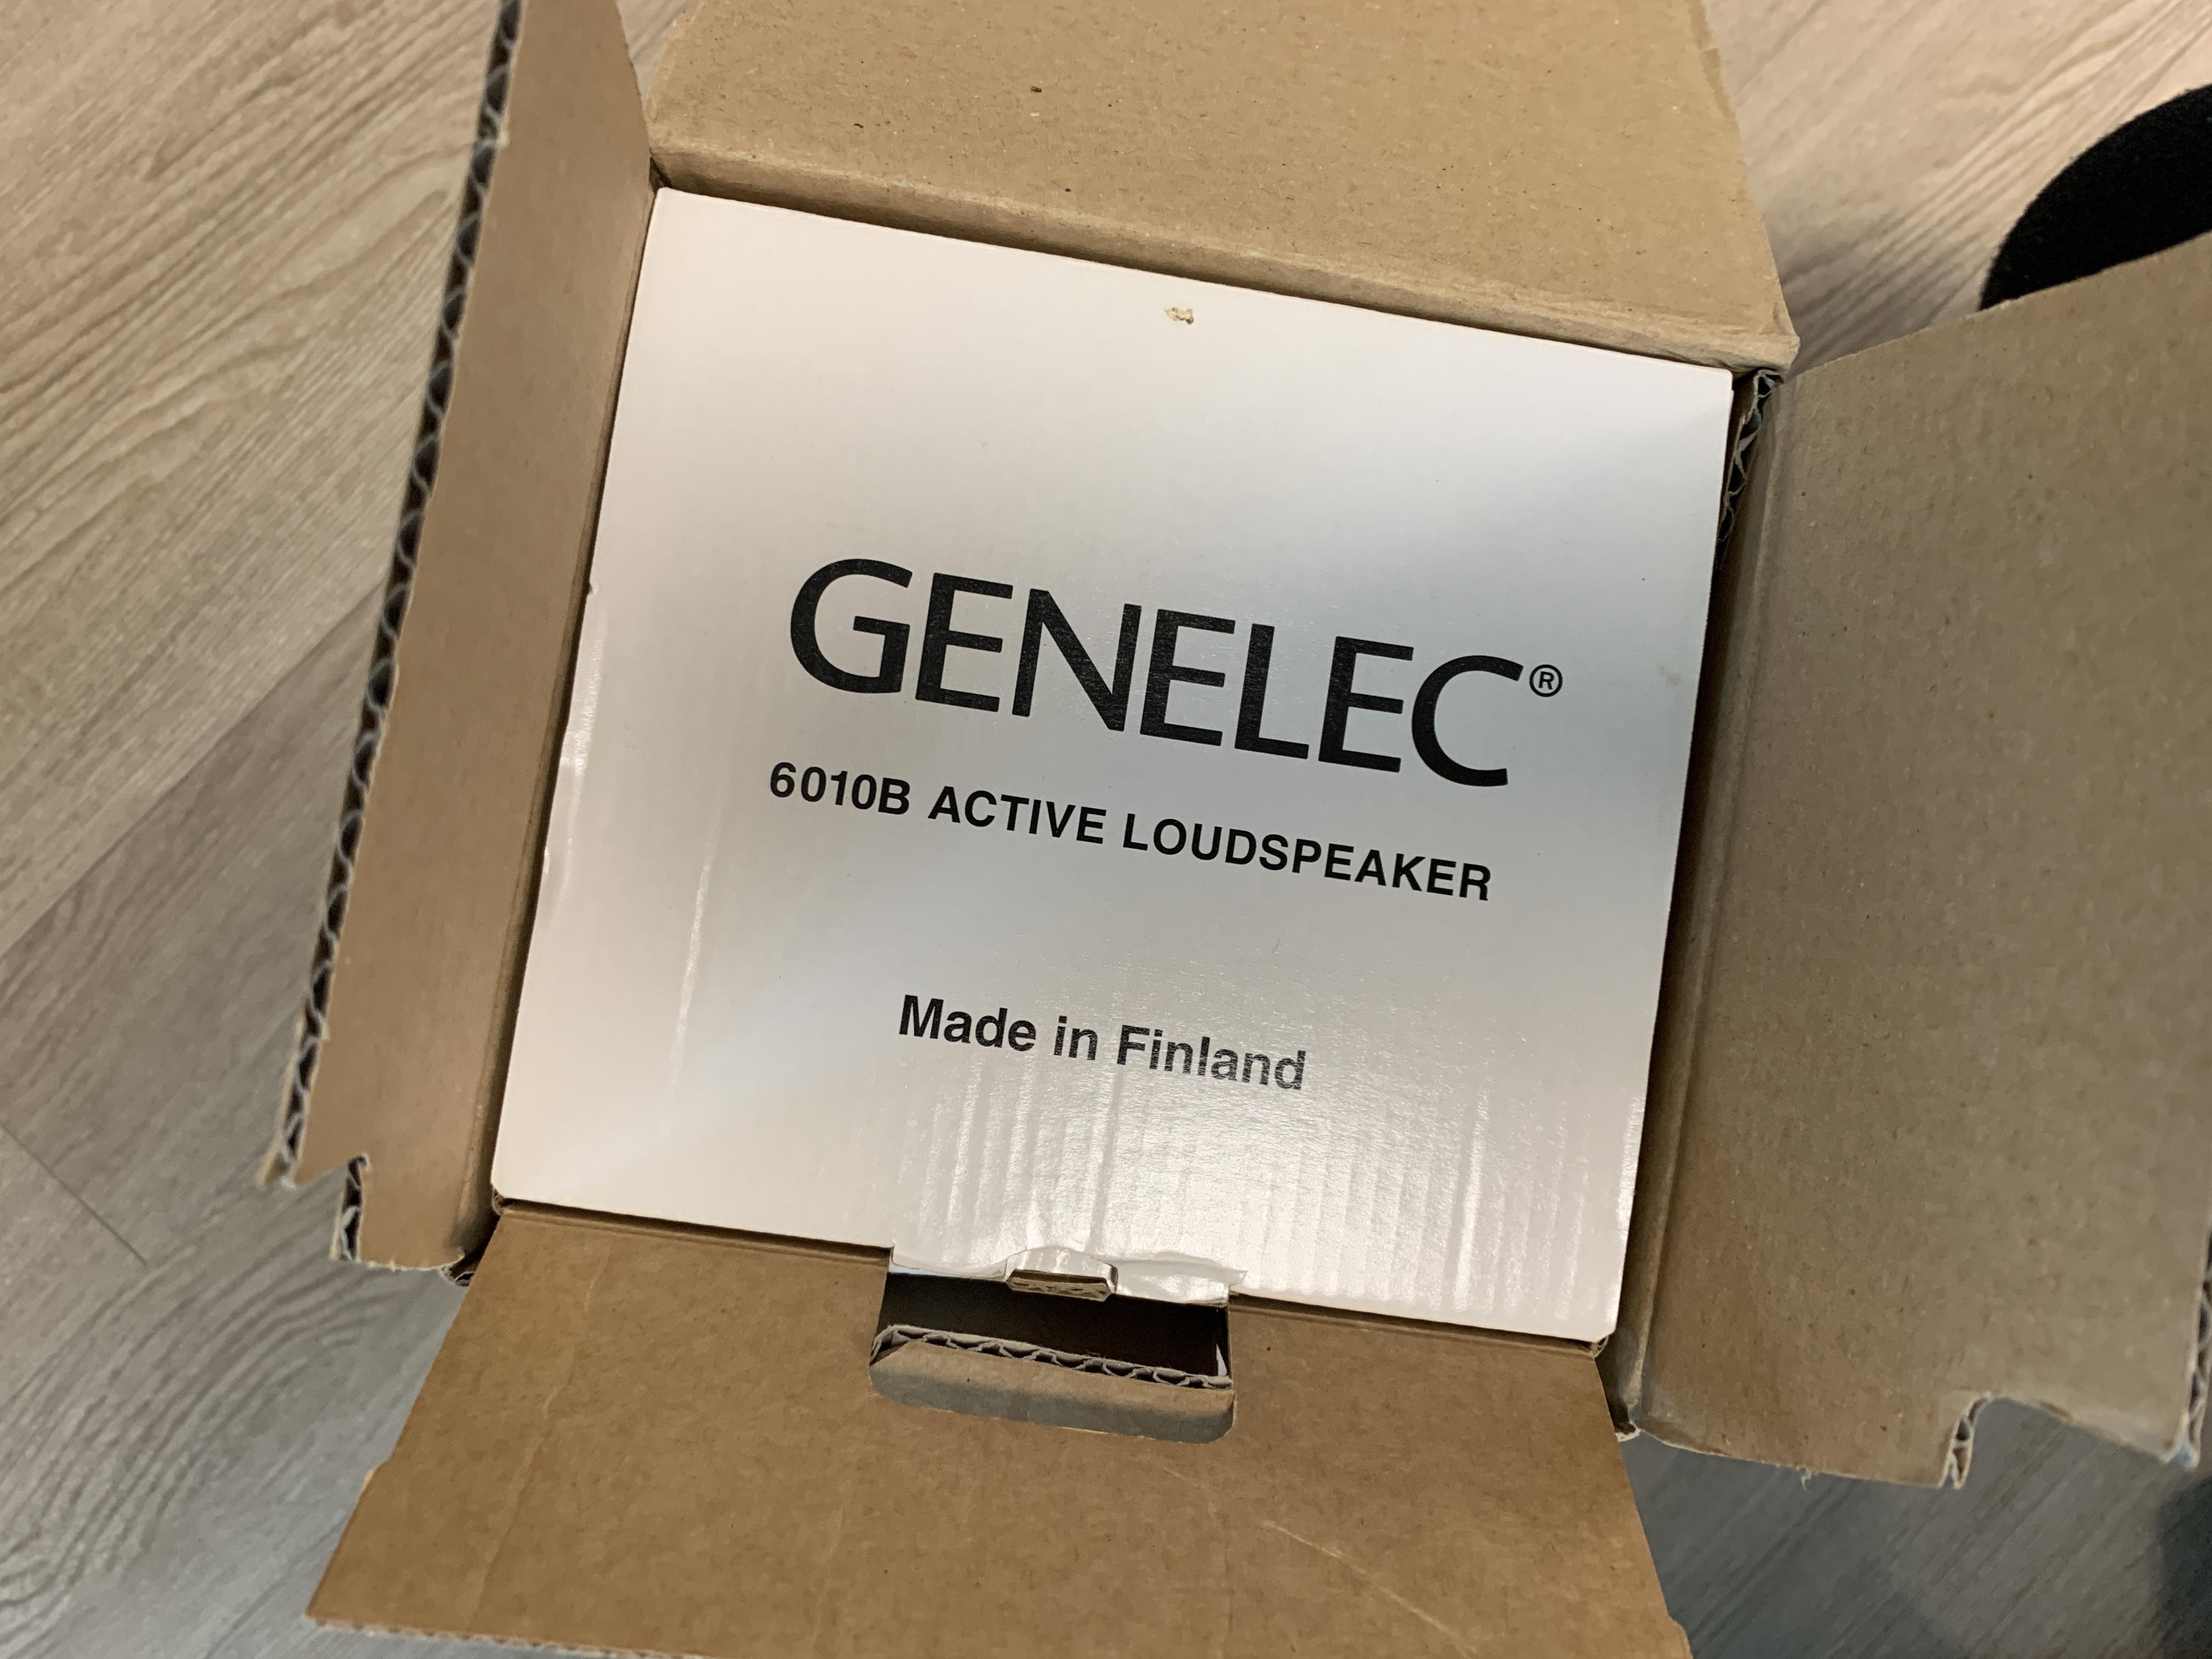 GENELEC®
6010B ACTIVE LOUDSPEAKER
Made in Finland